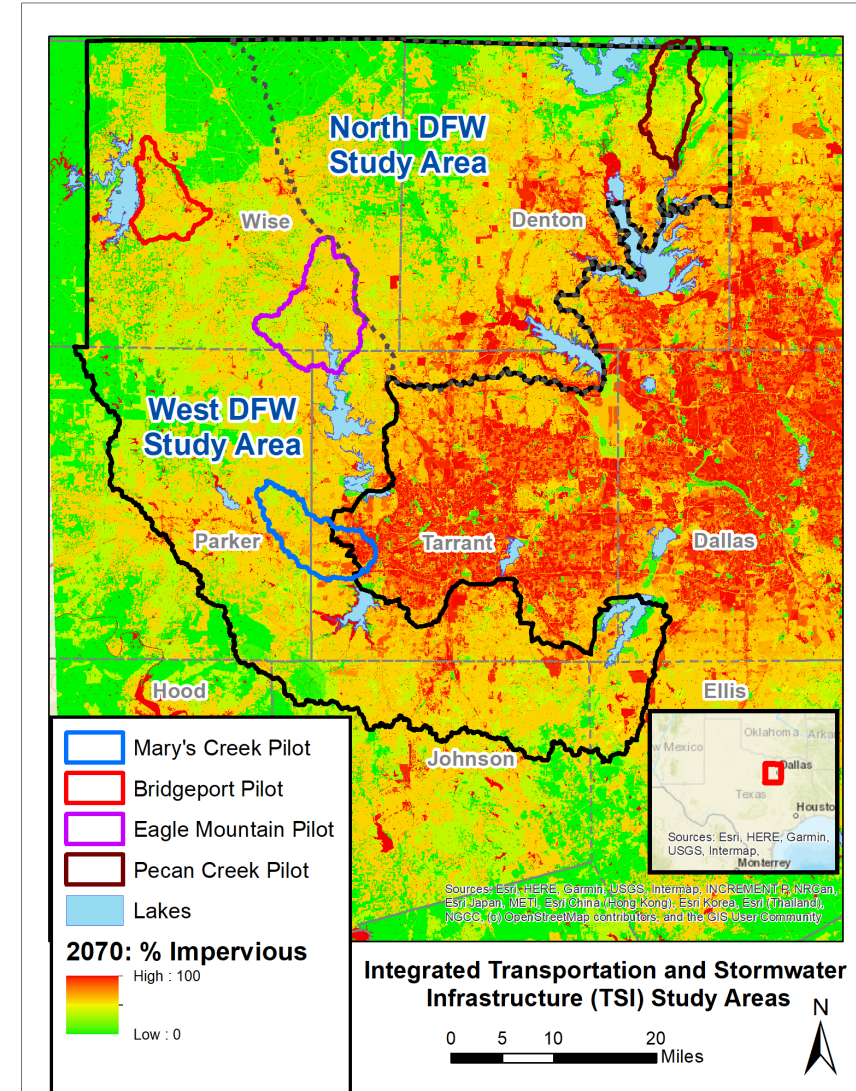 North DFW
Study Area
Wise
Denton
West DFW
Study Area
Parker
Tarrant
Dallas
Hood
Ellis
Johnson
Mary's Creek Pilot
Bridgeport Pilot
Eagle Mountain Pilot
Pecan Creek Pilot
Lakes
2070: % Impervious
High : 100
Low : 0
Oklahoma
Arka
w Mexico
Dallas
Texas
Housto
Sources: Esri, HERE, Garmin,
USGS, Intermap,
Monterrey
Sources: Esri, HERE, Garmin, USGS, Intermap, INCREMENT P, NRCan,
Esri Japan, METI, Esri China (Hong Kong), Esri Korea, Esri (Thailand),
NGCC, (c) OpenStreetMap contributors, and the GIS User Community
Integrated Transportation and Stormwater
Infrastructure (TSI) Study Areas
N
0 5 10 20
Miles